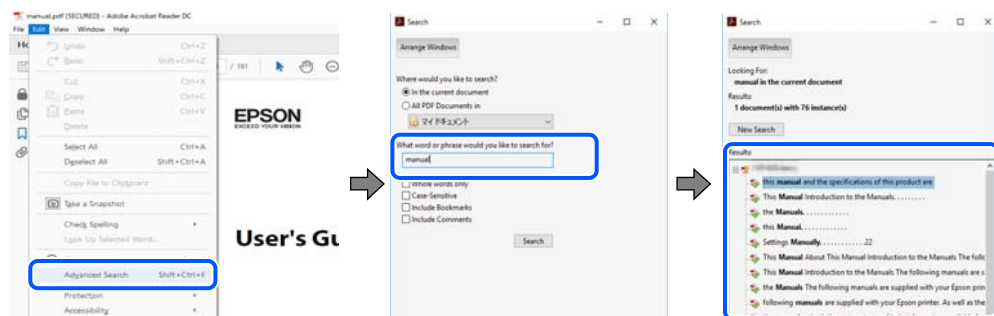 manual.pdf (SECURED) - Adobe Acrobat Reader DC
File Edit View Window Help
Undo Ctrl+Z
Redo Shift+Ctrl+Z
Cut Ctrl+X
Copy Ctrl+C
Paste Ctrl+V
Delete
Select All Ctrl+A
Deselect All Shift+Ctrl+A
Copy File to Clipboard
Take a Snapshot
Check Spelling
Look Up Selected Word...
Advanced Search Shift+Ctrl+F
Protection
Accessibility
/ 191
EPSON
EXCEED YOUR VISION
User's Gu
Search
Arrange Windows
Where would you like to search?
In the current document
All PDF Documents in
マイ ドキュメント
What word or phrase would you like to search for?
manual
Whole words only
Case-Sensitive
Include Bookmarks
Include Comments
Search
Search
Arrange Windows
Looking For:
manual in the current document
Results:
1 document(s) with 76 instance(s)
New Search
Results:
this manual and the specifications of this product are
This Manual Introduction to the Manuals. . . . . . . . .
the Manuals. . . . . . . . . . . . .
this Manual. . . . . . . . . . . . .
Settings Manually. . . . . . . . . . . . .22
This Manual About This Manual Introduction to the Manuals The follo
This Manual Introduction to the Manuals The following manuals are s
the Manuals The following manuals are supplied with your Epson prin
following manuals are supplied with your Epson printer. As well as the